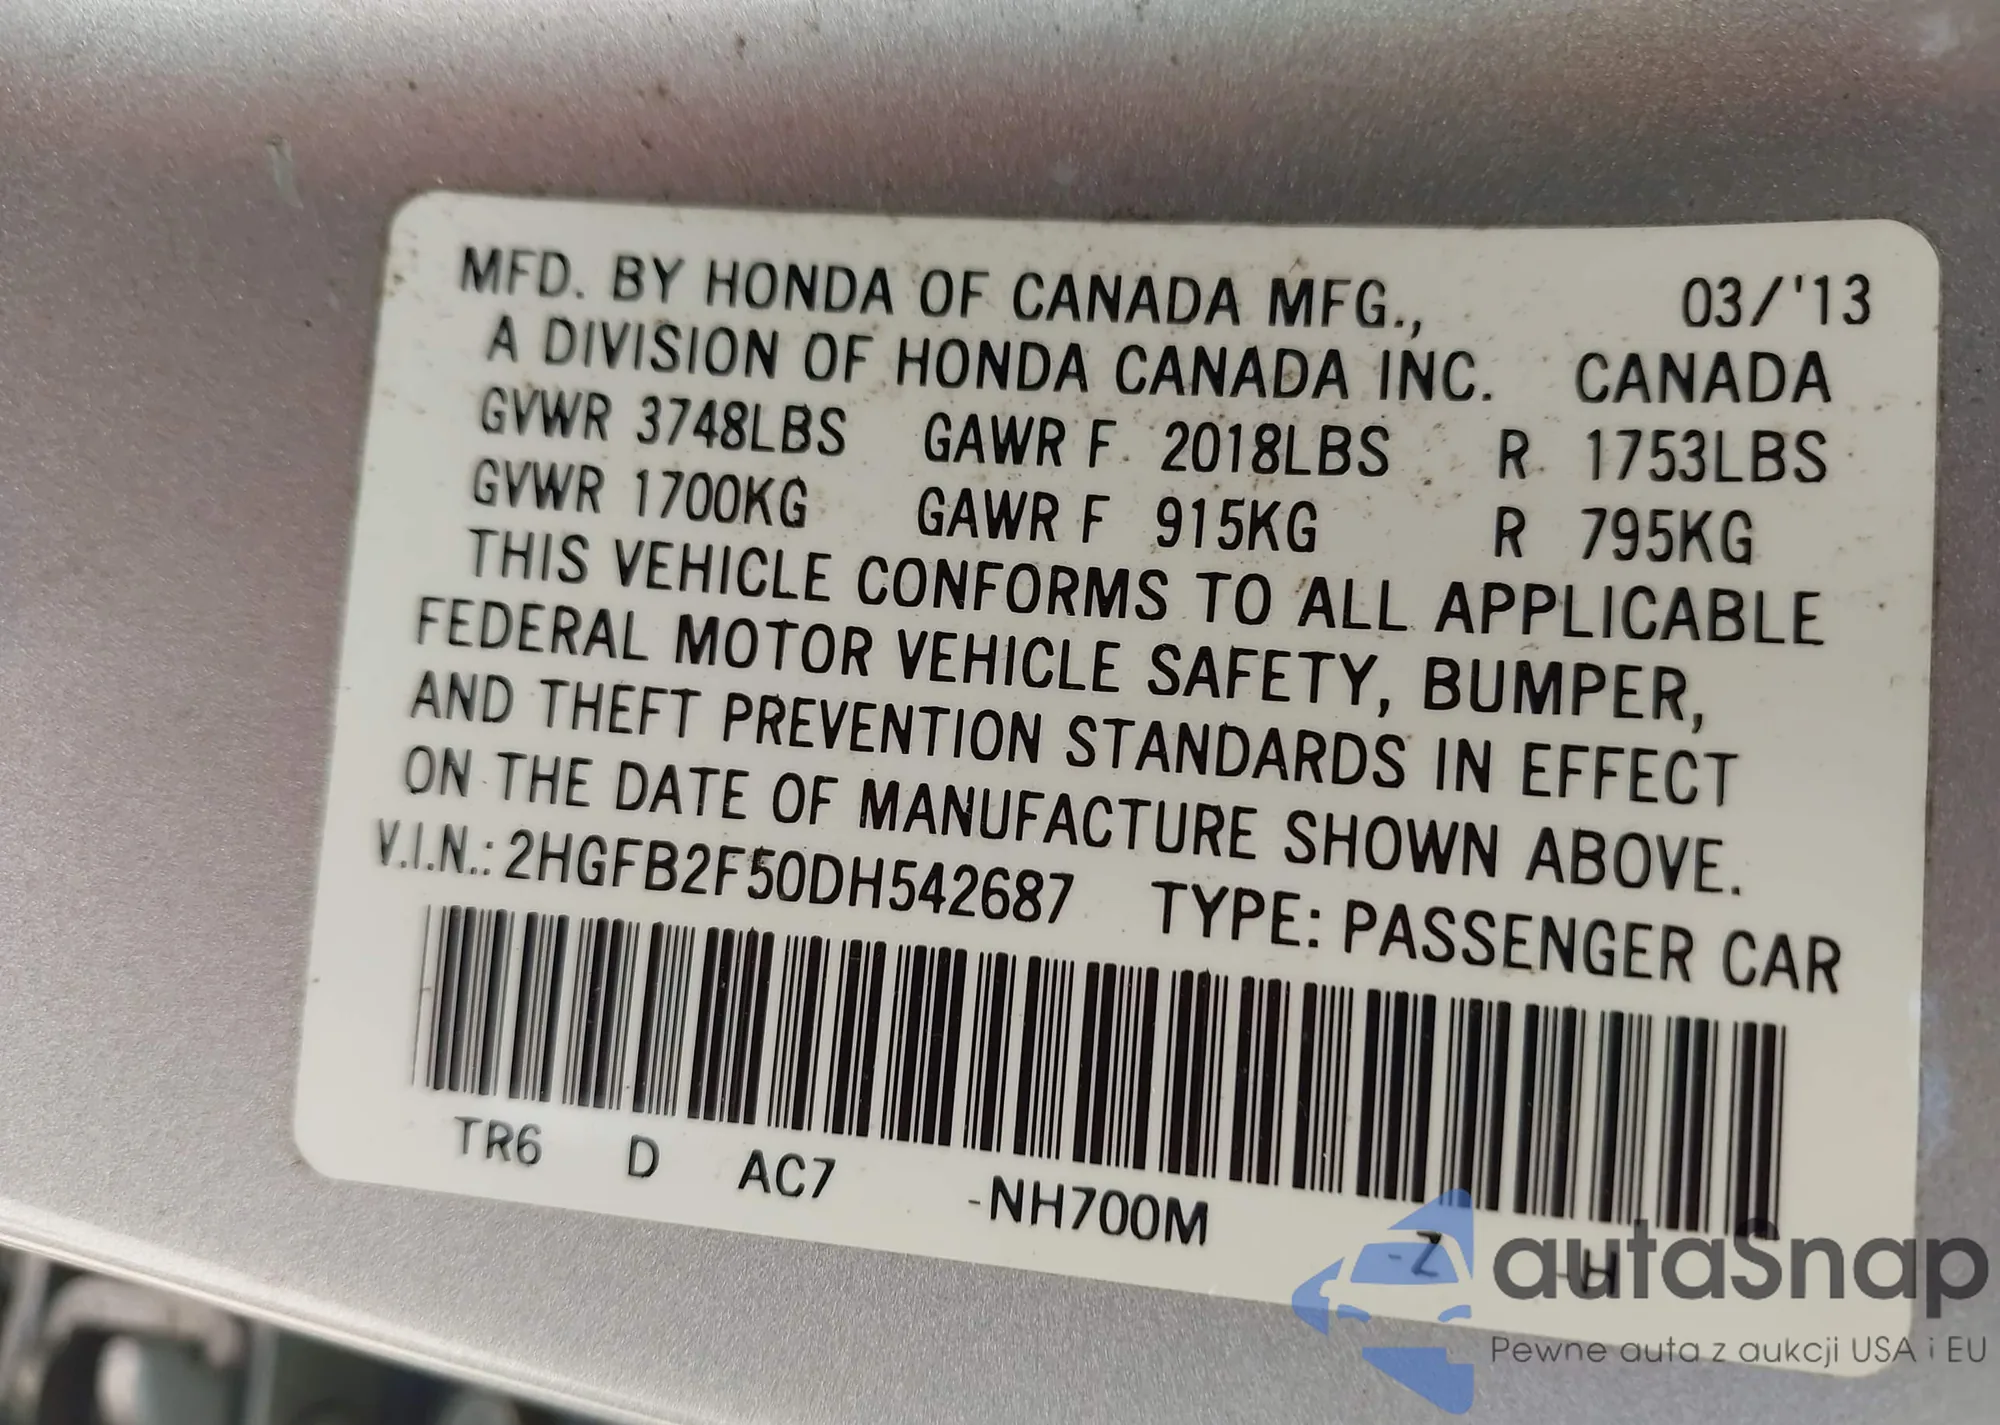 MFD. BY HONDA OF CANADA MFG., 03/'13
A DIVISION OF HONDA CANADA INC. CANADA
GVWR 3748LBS GAWR F 2018LBS R 1753LBS
GVWR 1700KG GAWR F 915KG R 795KG
THIS VEHICLE CONFORMS TO ALL APPLICABLE
FEDERAL MOTOR VEHICLE SAFETY, BUMPER,
AND THEFT PREVENTION STANDARDS IN EFFECT
ON THE DATE OF MANUFACTURE SHOWN ABOVE.
V.I.N.: 2HGFB2F50DH542687 TYPE: PASSENGER CAR
TR6 D AC7 -NH700M -Z -H
autaSnap
Pewne auta z aukcji USA i EU